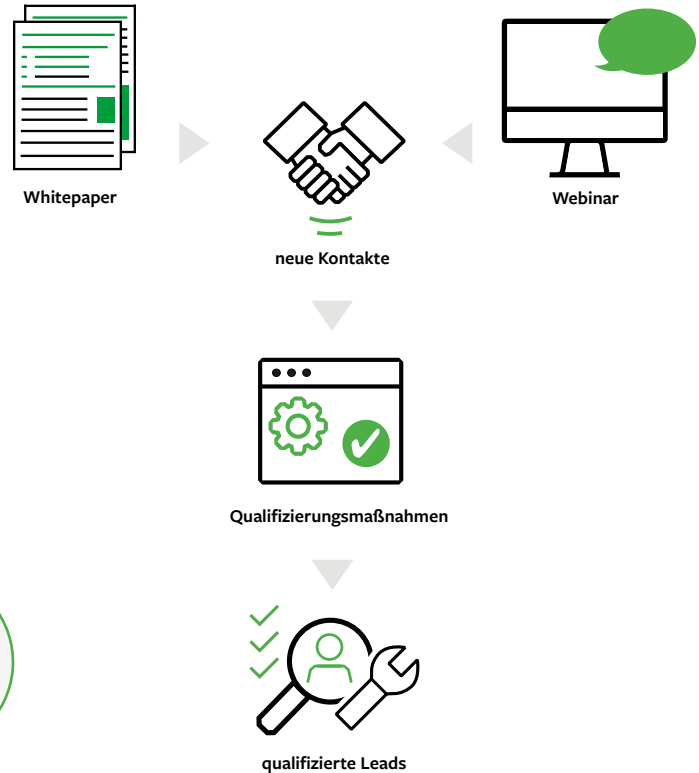 Whitepaper
Webinar
neue Kontakte
Qualifizierungsmaßnahmen
qualifizierte Leads